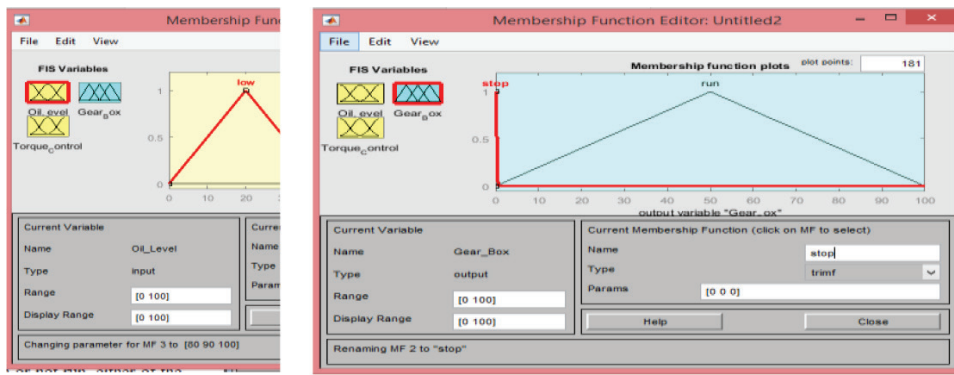 Membership Fun
File Edit View
FIS Variables
Oil_evel Gear_Box
Torque_Control
low
1
0.5
0
0 10 20 30
Current Variable
Name Oil_Level
Type input
Range [0 100]
Display Range [0 100]
Curre
Name
Type
Param
Changing parameter for MF 3 to [80 90 100]
Membership Function Editor: Untitled2
File Edit View
FIS Variables
Oil_evel Gear_Box
Torque_Control
Membership function plots plot points: 181
stop run
1
0.5
0
0 10 20 30 40 50 60 70 80 90 100
output variable "Gear_ox"
Current Variable
Name Gear_Box
Type output
Range [0 100]
Display Range [0 100]
Current Membership Function (click on MF to select)
Name stop
Type trimf
Params [0 0 0]
Help Close
Renaming MF 2 to "stop"